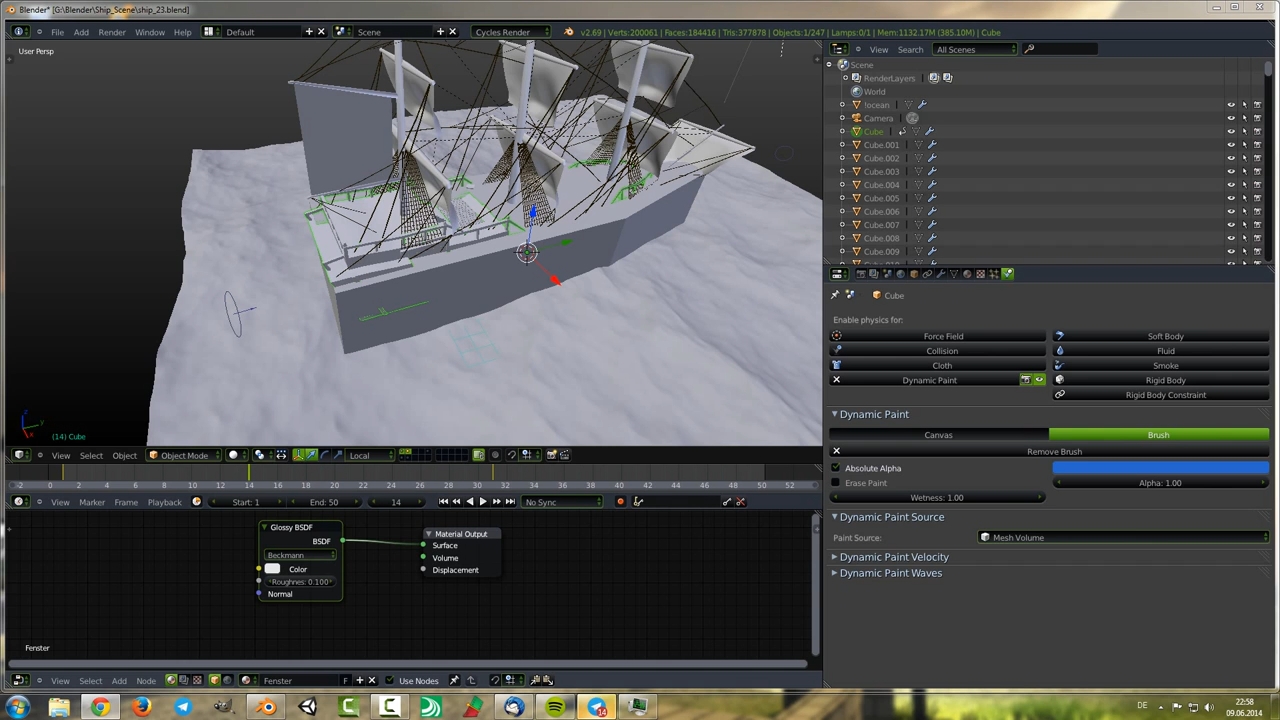 Blender* [G:\Blender\Ship_Scene\ship_23.blend]
File Add Render Window Help Default Scene Cycles Render v2.69 | Verts:200061 | Faces:184416 | Tris:377878 | Objects:1/247 | Lamps:0/1 | Mem:1132.17M (385.10M) | Cube
User Persp
View Search All Scenes
Scene
RenderLayers
World
!ocean
Camera
Cube
Cube.001
Cube.002
Cube.003
Cube.004
Cube.005
Cube.006
Cube.007
Cube.008
Cube.009
Cube
Enable physics for:
Force Field Soft Body
Collision Fluid
Cloth Smoke
Dynamic Paint Rigid Body
Rigid Body Constraint
Dynamic Paint
Canvas Brush
Remove Brush
Absolute Alpha
Erase Paint Alpha: 1.00
Wetness: 1.00
Dynamic Paint Source
Paint Source: Mesh Volume
Dynamic Paint Velocity
Dynamic Paint Waves
z
y
x
(14) Cube
View Select Object Object Mode Local
-2 0 2 4 6 8 10 12 14 16 18 20 22 24 26 28 30 32 34 36 38 40 42 44 46 48 50 52
View Marker Frame Playback Start: 1 End: 50 14 No Sync
Glossy BSDF
BSDF
Beckmann
Color
Roughnes: 0.100
Normal
Material Output
Surface
Volume
Displacement
Fenster
View Select Add Node Fenster F Use Nodes
14
DE
22:58
09.06.2014